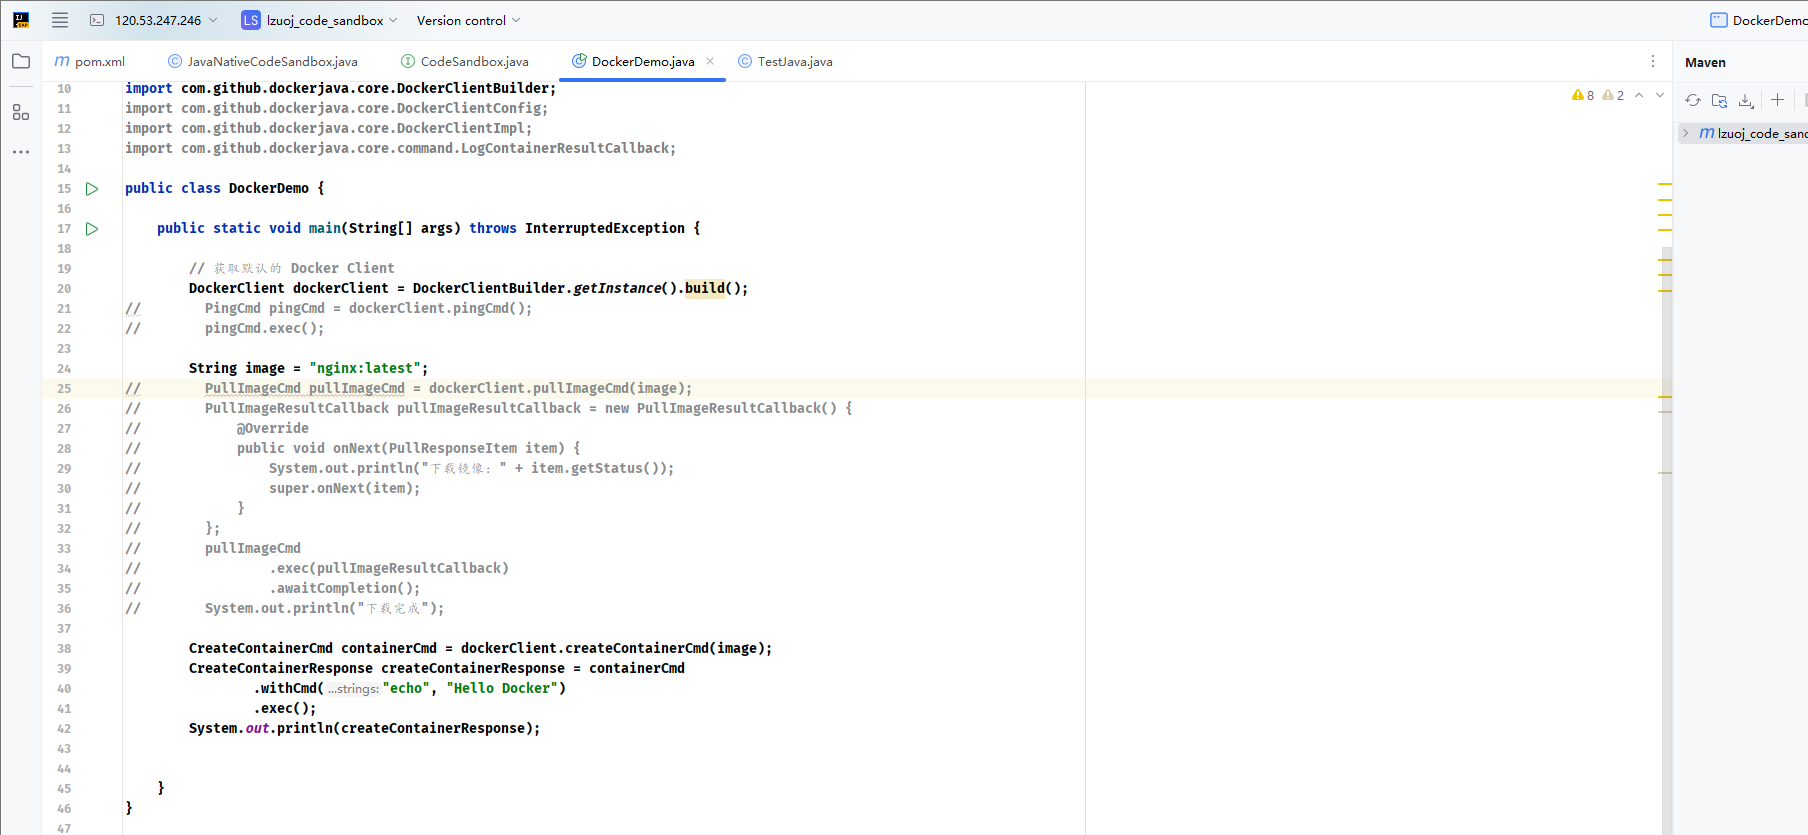 IJ
EAP
120.53.247.246
LS lzuoj_code_sandbox
Version control
DockerDemo
m pom.xml
C JavaNativeCodeSandbox.java
I CodeSandbox.java
C DockerDemo.java
C TestJava.java
Maven
8 2
m lzuoj_code_sand
10 import com.github.dockerjava.core.DockerClientBuilder;
11 import com.github.dockerjava.core.DockerClientConfig;
12 import com.github.dockerjava.core.DockerClientImpl;
13 import com.github.dockerjava.core.command.LogContainerResultCallback;
14
15 public class DockerDemo {
16
17 public static void main(String[] args) throws InterruptedException {
18
19 // 获取默认的 Docker Client
20 DockerClient dockerClient = DockerClientBuilder.getInstance().build();
21 // PingCmd pingCmd = dockerClient.pingCmd();
22 // pingCmd.exec();
23
24 String image = "nginx:latest";
25 // PullImageCmd pullImageCmd = dockerClient.pullImageCmd(image);
26 // PullImageResultCallback pullImageResultCallback = new PullImageResultCallback() {
27 // @Override
28 // public void onNext(PullResponseItem item) {
29 // System.out.println("下载镜像: " + item.getStatus());
30 // super.onNext(item);
31 // }
32 // };
33 // pullImageCmd
34 // .exec(pullImageResultCallback)
35 // .awaitCompletion();
36 // System.out.println("下载完成");
37
38 CreateContainerCmd containerCmd = dockerClient.createContainerCmd(image);
39 CreateContainerResponse createContainerResponse = containerCmd
40 .withCmd( ...strings: "echo", "Hello Docker")
41 .exec();
42 System.out.println(createContainerResponse);
43
44
45 }
46 }
47